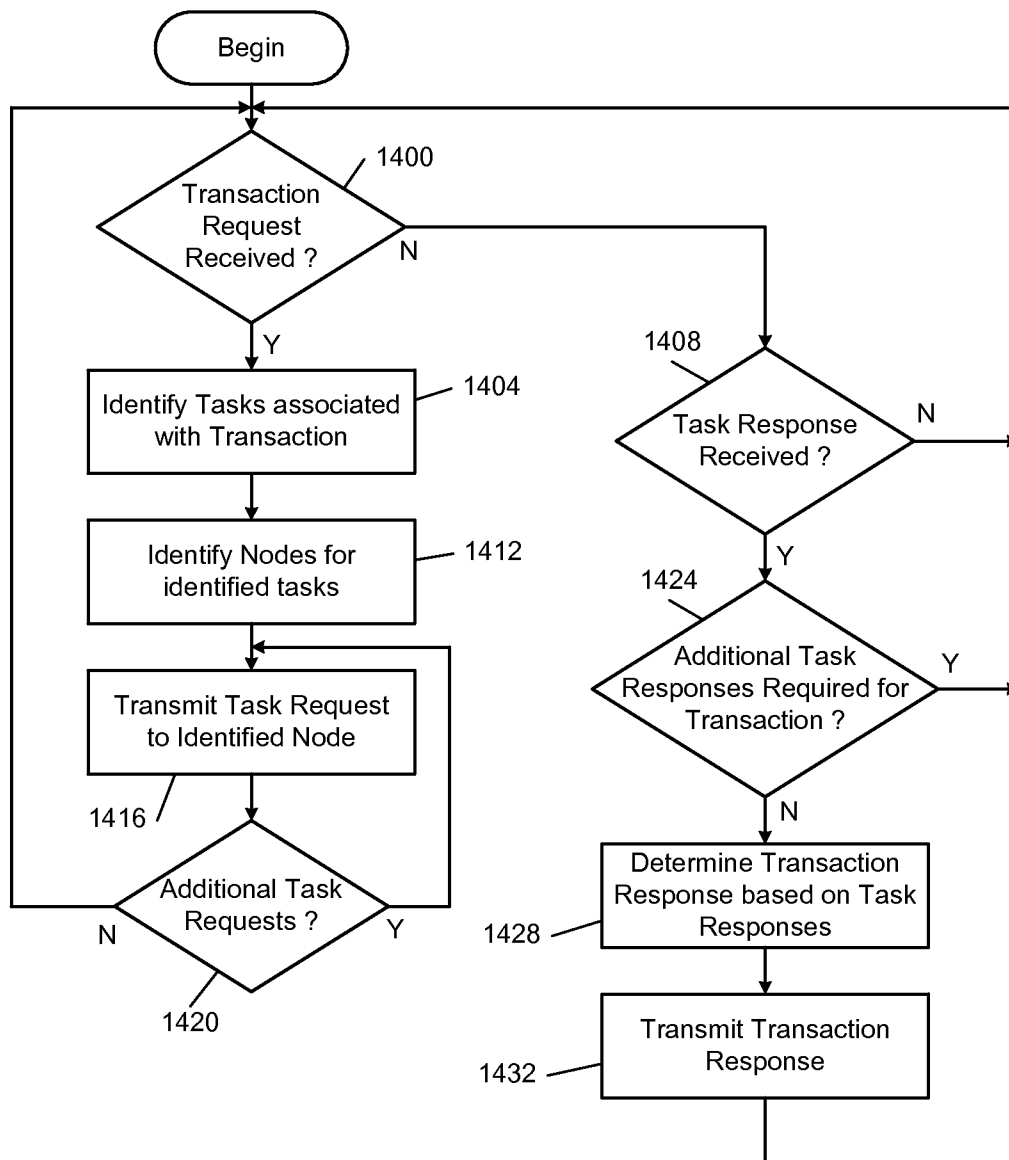 Begin
1400
Transaction
Request
Received ?
N
Y
1404
Identify Tasks associated
with Transaction
1412
Identify Nodes for
identified tasks
Transmit Task Request
to Identified Node
1416
Additional Task
Requests ?
N
Y
1420
1408
Task Response
Received ?
N
Y
1424
Additional Task
Responses Required for
Transaction ?
Y
N
Determine Transaction
Response based on Task
Responses
1428
Transmit Transaction
Response
1432